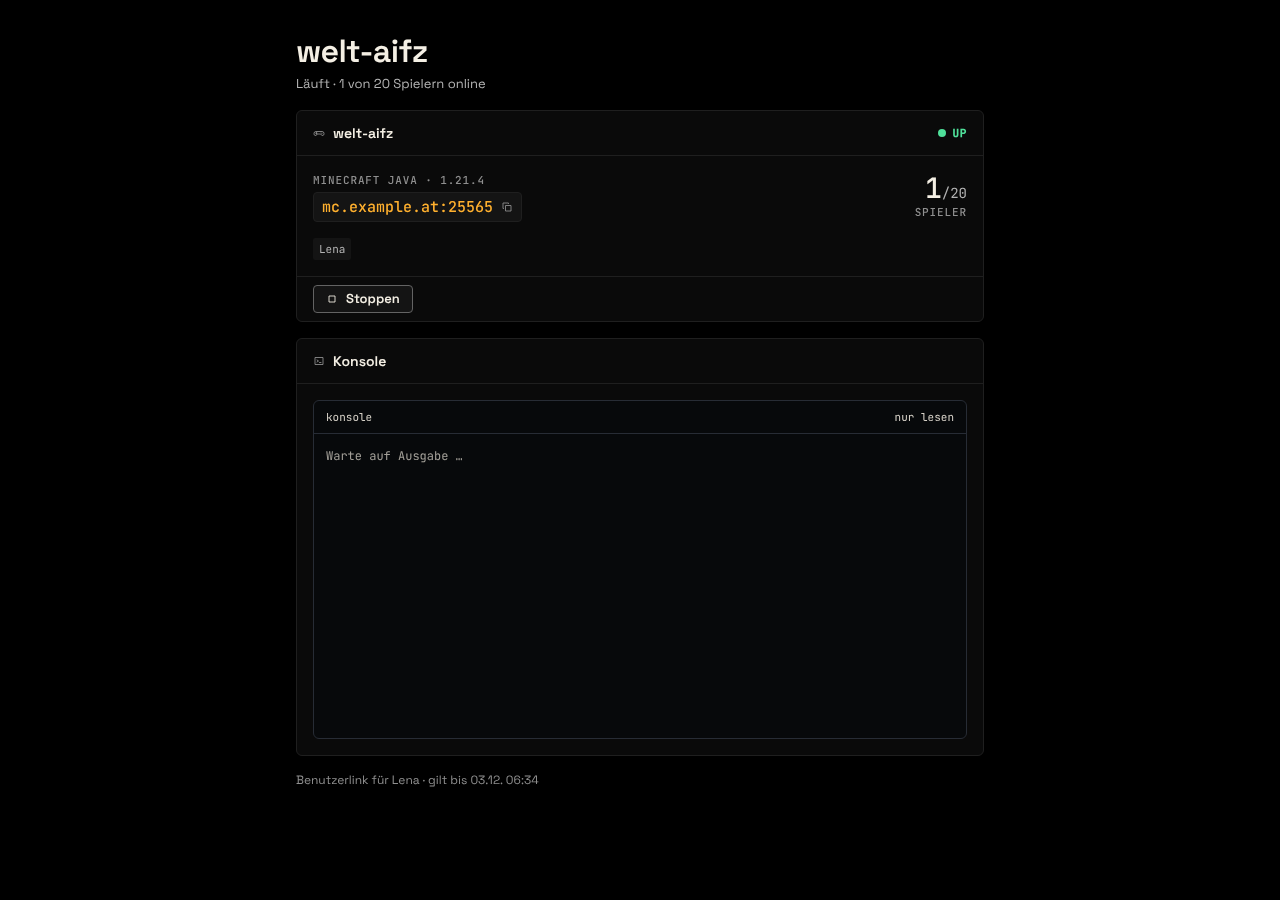 welt-aifz
Läuft · 1 von 20 Spielern online
welt-aifz
UP
MINECRAFT JAVA · 1.21.4
mc.example.at:25565
1/20
SPIELER
Lena
Stoppen
Konsole
konsole
nur lesen
Warte auf Ausgabe …
Benutzerlink für Lena · gilt bis 03.12. 06:34